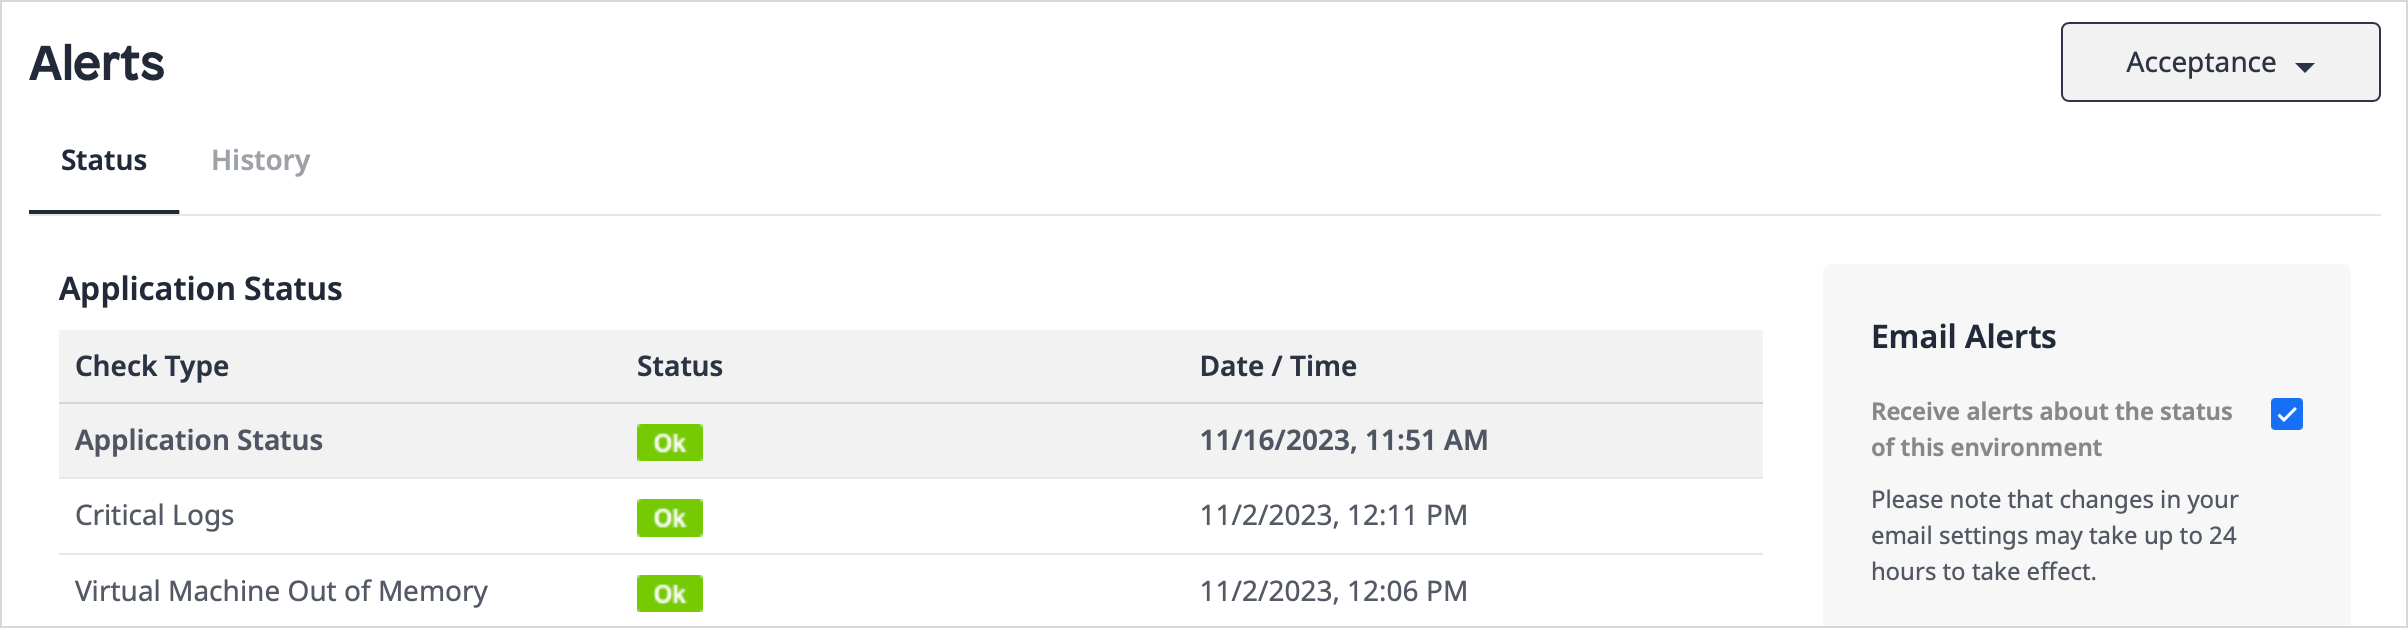 Alerts
Acceptance
Status History
Application Status
Check Type Status Date / Time
Application Status Ok 11/16/2023, 11:51 AM
Critical Logs Ok 11/2/2023, 12:11 PM
Virtual Machine Out of Memory Ok 11/2/2023, 12:06 PM
Email Alerts
Receive alerts about the status
of this environment
Please note that changes in your
email settings may take up to 24
hours to take effect.